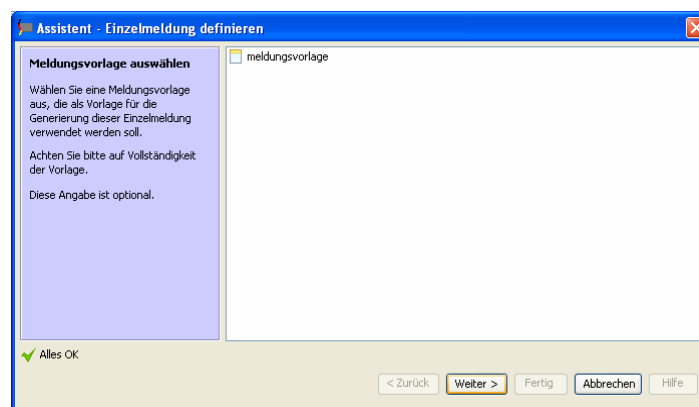 Assistent - Einzelmeldung definieren
Meldungsvorlage auswählen
Wählen Sie eine Meldungsvorlage
aus, die als Vorlage für die
Generierung dieser Einzelmeldung
verwendet werden soll.
Achten Sie bitte auf Vollständigkeit
der Vorlage.
Diese Angabe ist optional.
meldungsvorlage
Alles OK
< Zurück
Weiter >
Fertig
Abbrechen
Hilfe